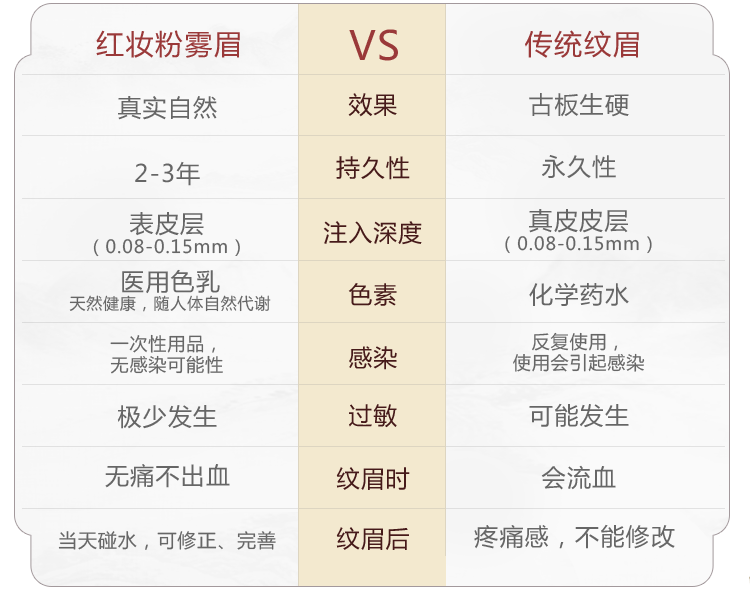 红妆粉雾眉 VS 传统纹眉
真实自然 效果 古板生硬
2-3年 持久性 永久性
表皮层 注入深度 真皮皮层
（0.08-0.15mm） （0.08-0.15mm）
医用色乳 色素 化学药水
天然健康，随人体自然代谢
一次性用品， 感染 反复使用，
无感染可能性 使用会引起感染
极少发生 过敏 可能发生
无痛不出血 纹眉时 会流血
当天碰水，可修正、完善 纹眉后 疼痛感，不能修改